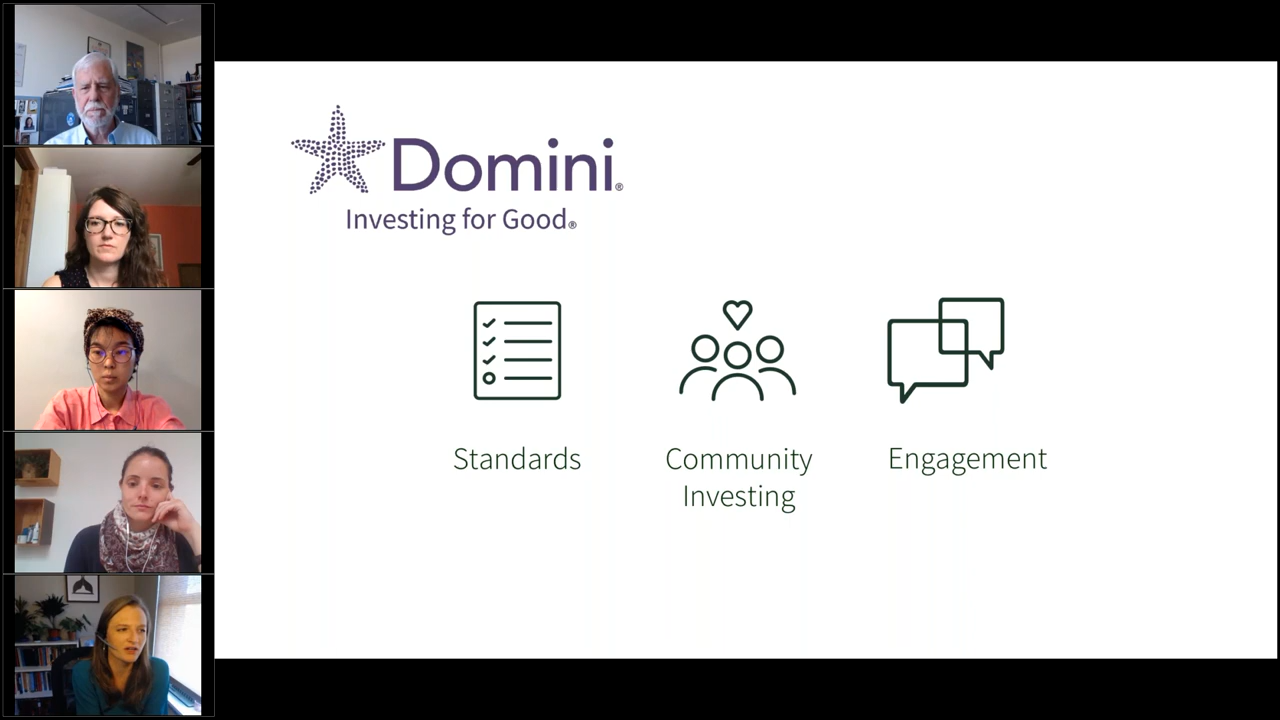 Domini®
Investing for Good®
Standards
Community
Investing
Engagement